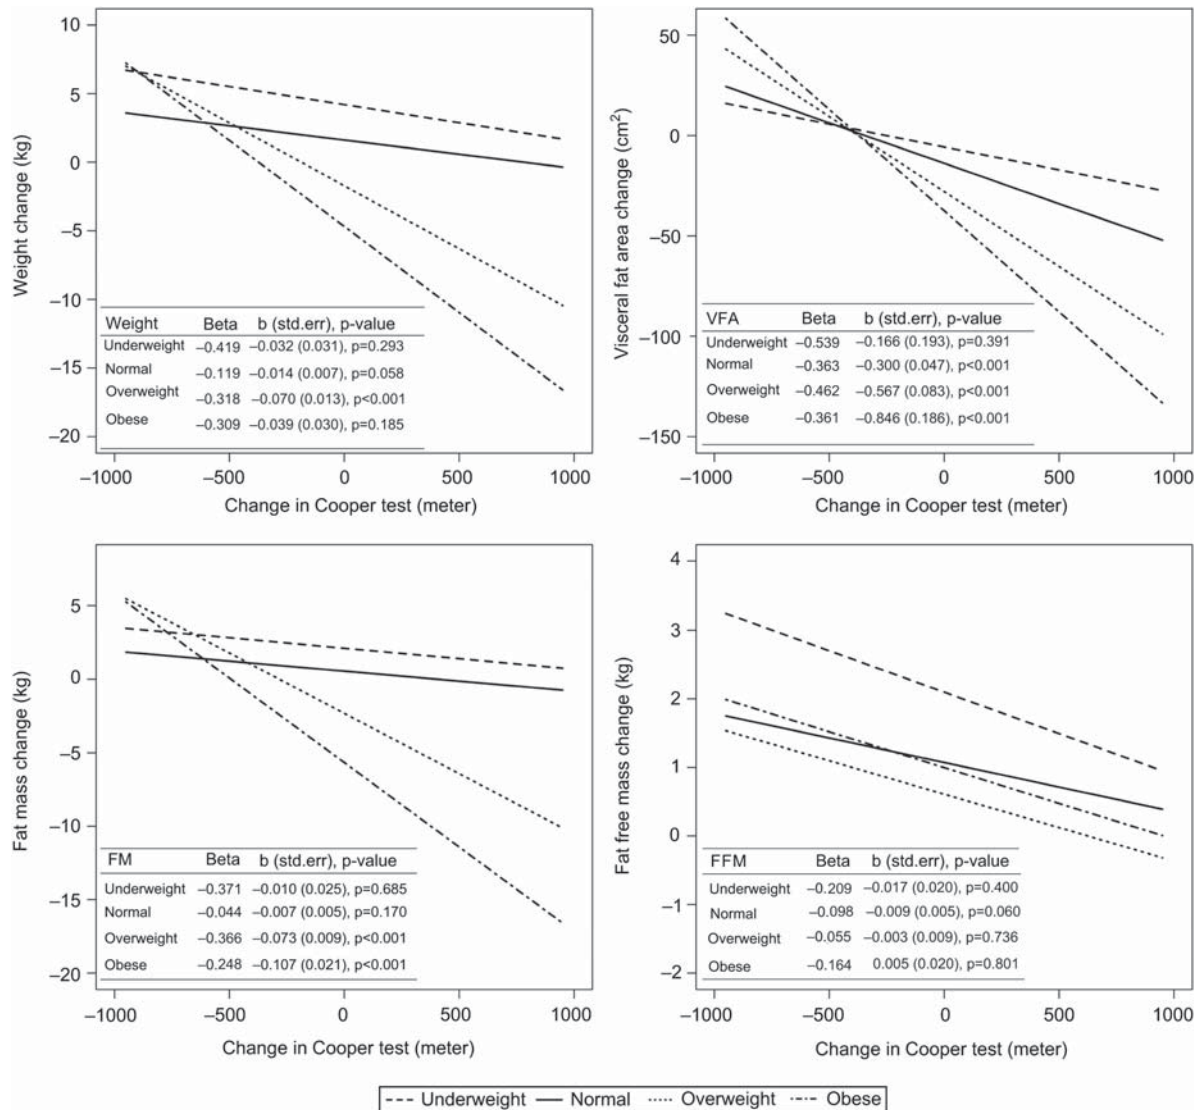 10
5
0
−5
−10
−15
−20
Weight change (kg)
Weight Beta b (std.err), p-value
Underweight −0.419 −0.032 (0.031), p=0.293
Normal −0.119 −0.014 (0.007), p=0.058
Overweight −0.318 −0.070 (0.013), p<0.001
Obese −0.309 −0.039 (0.030), p=0.185
−1000 −500 0 500 1000
Change in Cooper test (meter)
50
0
−50
−100
−150
Visceral fat area change (cm²)
VFA Beta b (std.err), p-value
Underweight −0.539 −0.166 (0.193), p=0.391
Normal −0.363 −0.300 (0.047), p<0.001
Overweight −0.462 −0.567 (0.083), p<0.001
Obese −0.361 −0.846 (0.186), p<0.001
−1000 −500 0 500 1000
Change in Cooper test (meter)
5
0
−5
−10
−15
−20
Fat mass change (kg)
FM Beta b (std.err), p-value
Underweight −0.371 −0.010 (0.025), p=0.685
Normal −0.044 −0.007 (0.005), p=0.170
Overweight −0.366 −0.073 (0.009), p<0.001
Obese −0.248 −0.107 (0.021), p<0.001
−1000 −500 0 500 1000
Change in Cooper test (meter)
4
3
2
1
0
−1
−2
Fat free mass change (kg)
FFM Beta b (std.err), p-value
Underweight −0.209 −0.017 (0.020), p=0.400
Normal −0.098 −0.009 (0.005), p=0.060
Overweight −0.055 −0.003 (0.009), p=0.736
Obese −0.164 0.005 (0.020), p=0.801
−1000 −500 0 500 1000
Change in Cooper test (meter)
Underweight Normal Overweight Obese